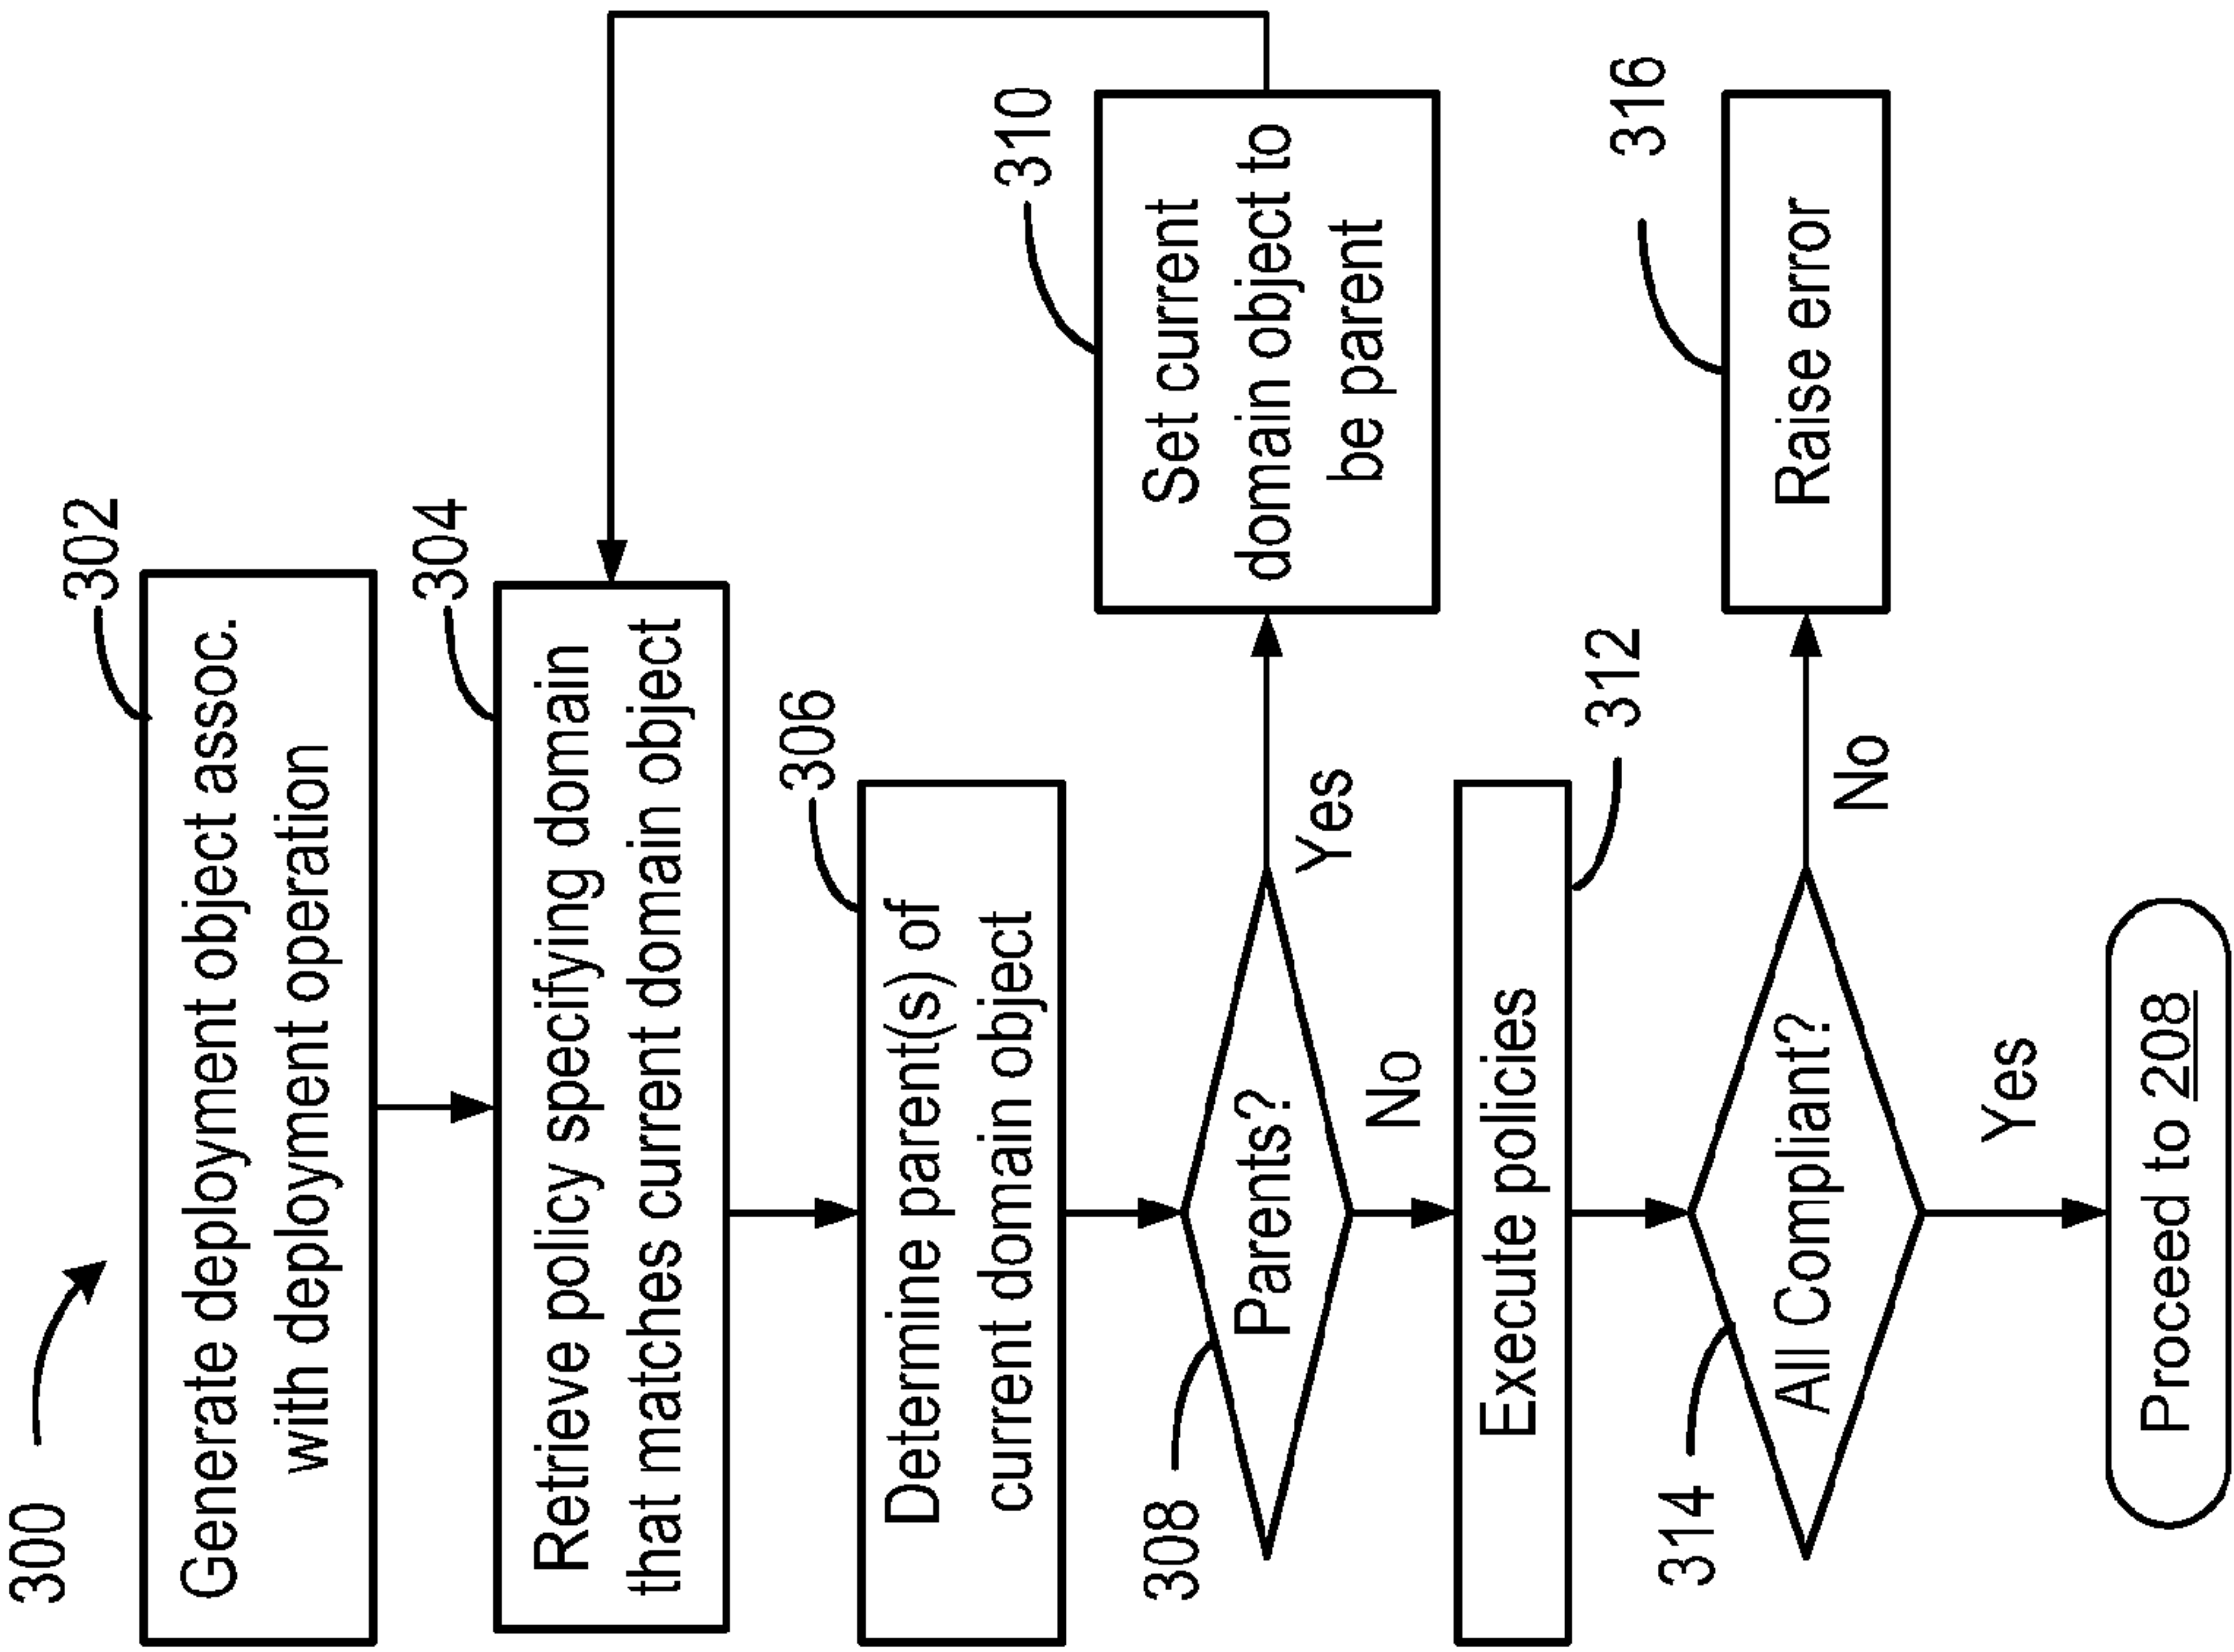 300
302
Generate deployment object assoc.
with deployment operation
304
Retrieve policy specifying domain
that matches current domain object
306
Determine parent(s) of
current domain object
308
Parents?
Yes
310
Set current
domain object to
be parent
No
312
Execute policies
314
All Compliant?
No
316
Raise error
Yes
Proceed to 208